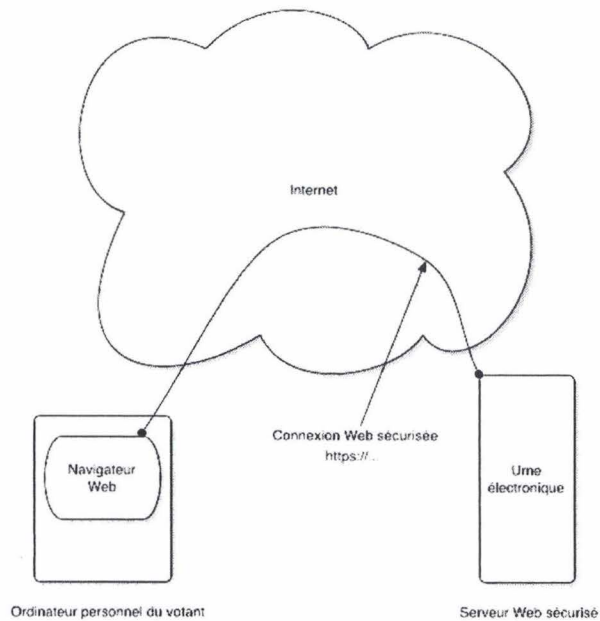 Internet
Connexion Web sécurisée
https:// .
Navigateur
Web
Urne
électronique
Ordinateur personnel du votant
Serveur Web sécurisé